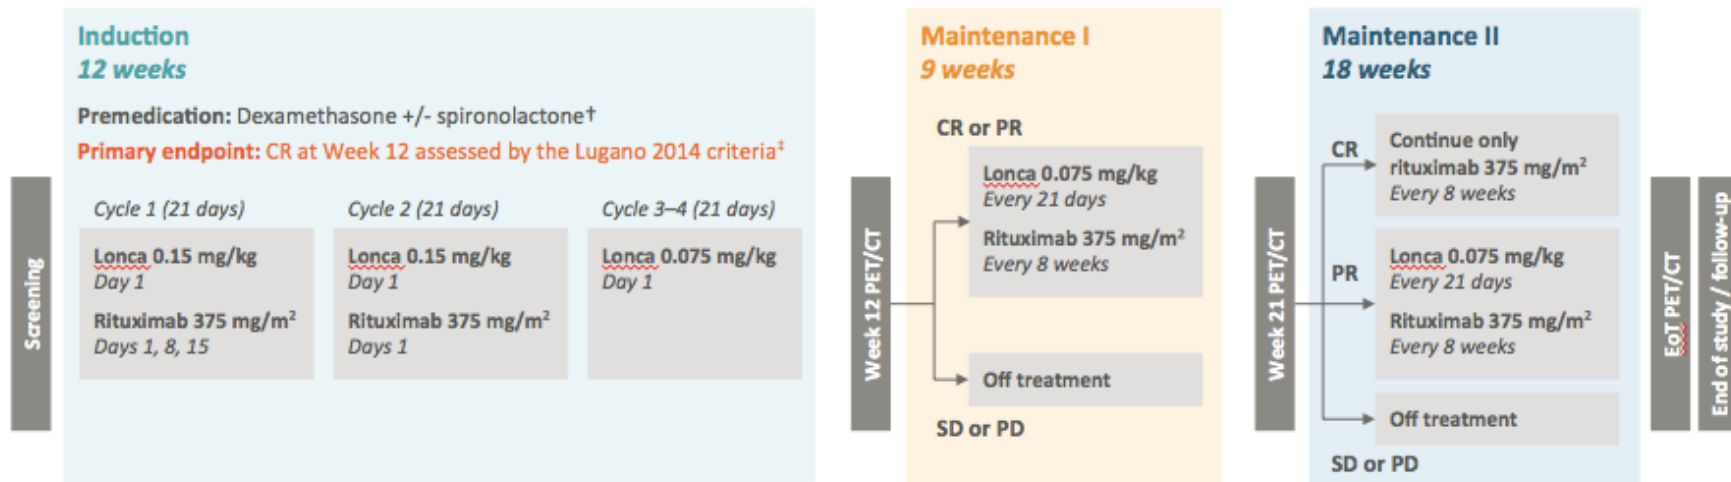 Screening
Induction
12 weeks
Premedication: Dexamethasone +/- spironolactone†
Primary endpoint: CR at Week 12 assessed by the Lugano 2014 criteria‡
Cycle 1 (21 days)
Lonca 0.15 mg/kg
Day 1
Rituximab 375 mg/m²
Days 1, 8, 15
Cycle 2 (21 days)
Lonca 0.15 mg/kg
Day 1
Rituximab 375 mg/m²
Days 1
Cycle 3–4 (21 days)
Lonca 0.075 mg/kg
Day 1
Week 12 PET/CT
Maintenance I
9 weeks
CR or PR
Lonca 0.075 mg/kg
Every 21 days
Rituximab 375 mg/m²
Every 8 weeks
Off treatment
SD or PD
Week 21 PET/CT
Maintenance II
18 weeks
CR
Continue only
rituximab 375 mg/m²
Every 8 weeks
PR
Lonca 0.075 mg/kg
Every 21 days
Rituximab 375 mg/m²
Every 8 weeks
Off treatment
SD or PD
EoT PET/CT
End of study / follow-up